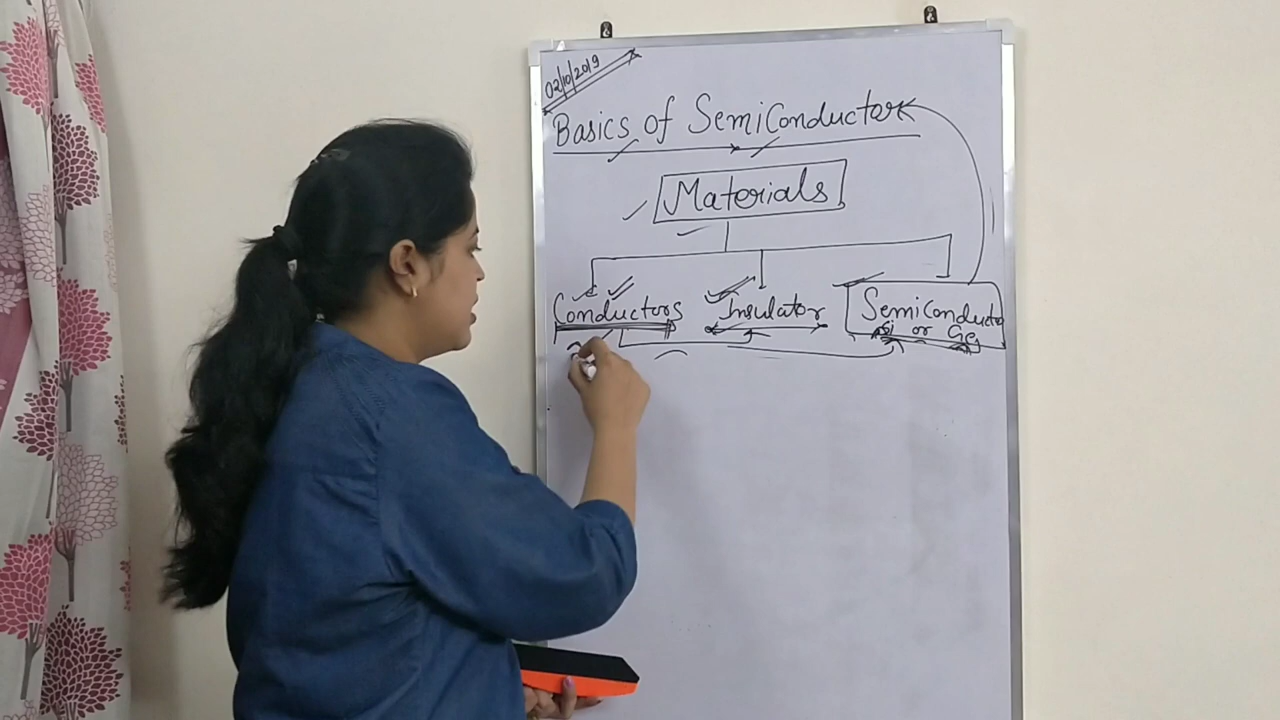 02/10/2019
Basics of SemiConductor
Materials
Conductors Insulator SemiConducto
Si or Ge